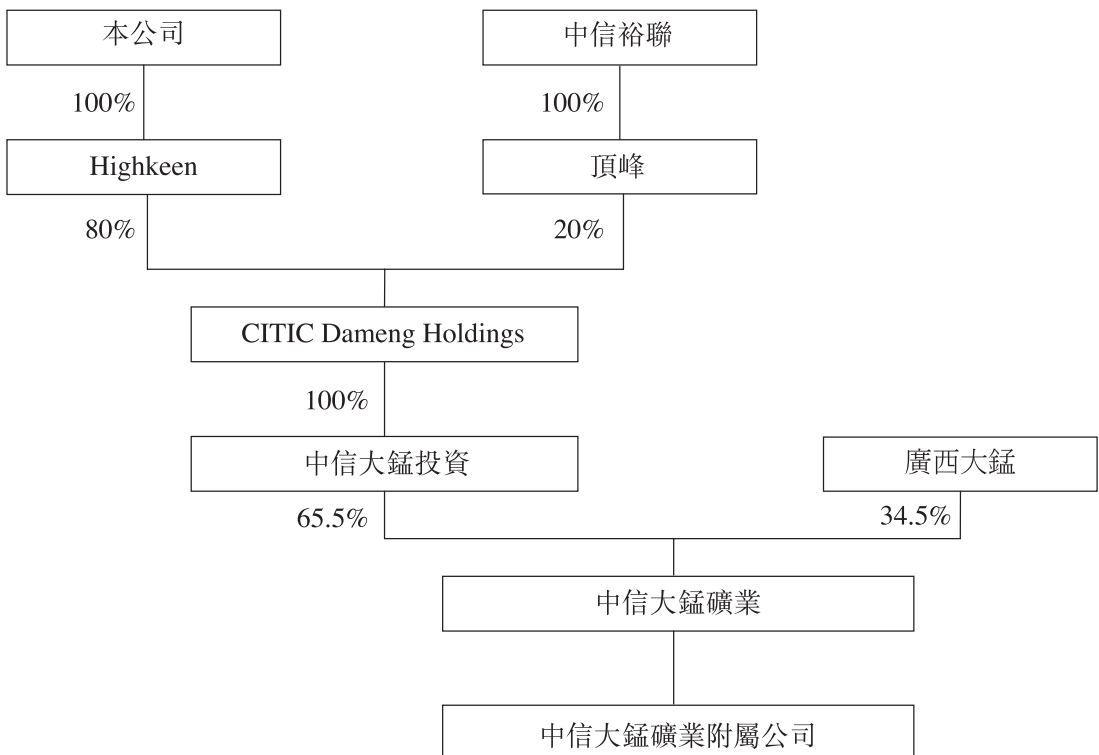 本公司
中信裕聯
100%
100%
Highkeen
頂峰
80%
20%
CITIC Dameng Holdings
100%
中信大錳投資
廣西大錳
65.5%
34.5%
中信大錳礦業
中信大錳礦業附屬公司